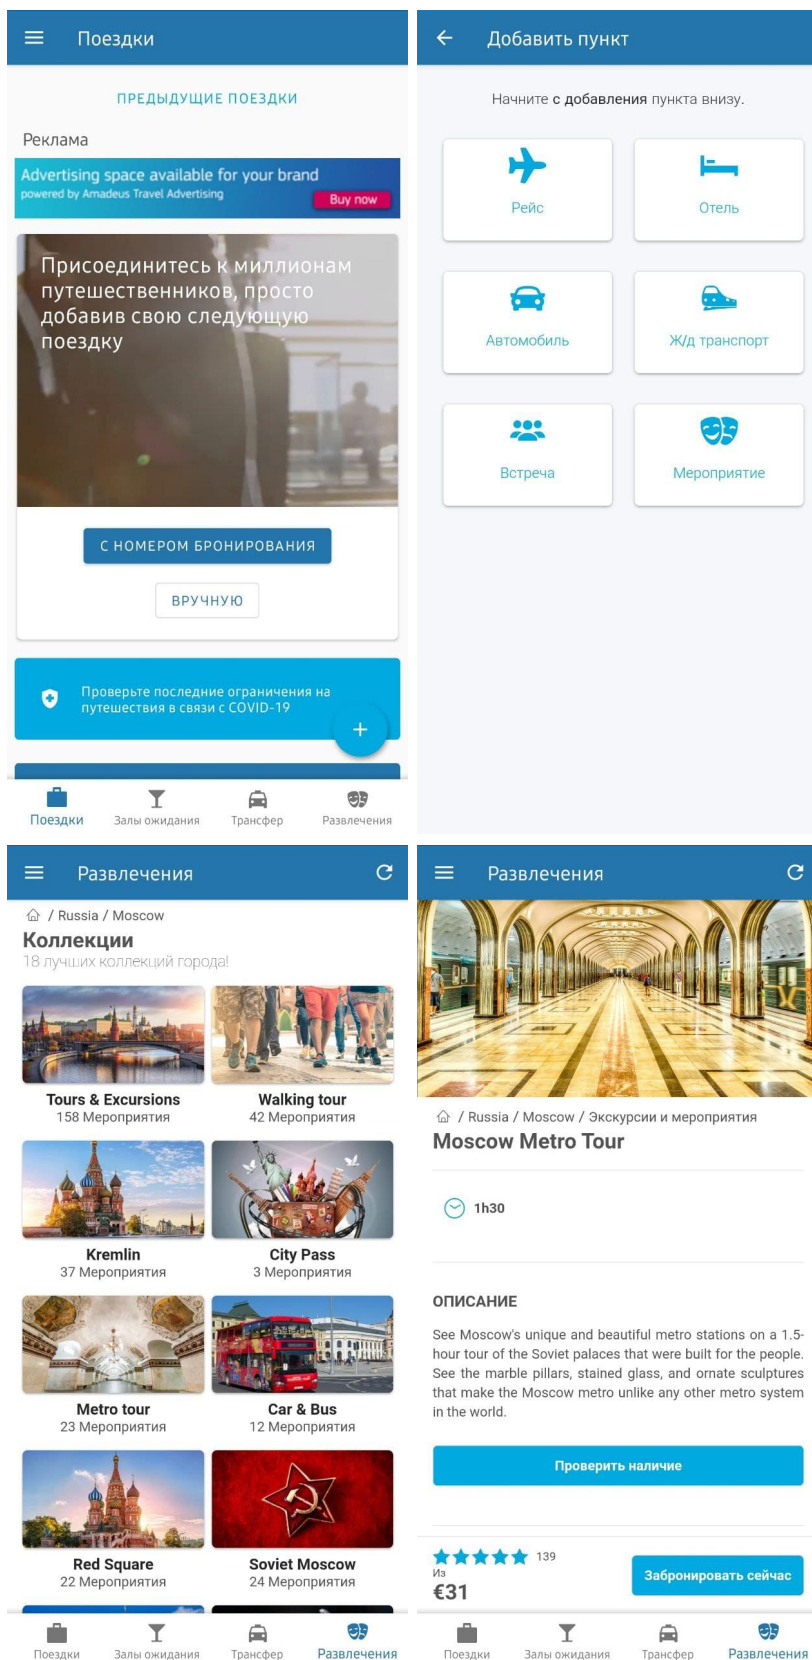 Поездки
ПРЕДЫДУЩИЕ ПОЕЗДКИ
Реклама
Advertising space available for your brand
powered by Amadeus Travel Advertising
Buy now
Присоединитесь к миллионам
путешественников, просто
добавив свою следующую
поездку
С НОМЕРОМ БРОНИРОВАНИЯ
ВРУЧНУЮ
Проверьте последние ограничения на
путешествия в связи с COVID-19
+
Поездки Залы ожидания Трансфер Развлечения
Добавить пункт
Начните с добавления пункта внизу.
Рейс Отель
Автомобиль Ж/д транспорт
Встреча Мероприятие
Развлечения
/ Russia / Moscow
Коллекции
18 лучших коллекций города!
Tours & Excursions Walking tour
158 Мероприятия 42 Мероприятия
Kremlin City Pass
37 Мероприятия 3 Мероприятия
Metro tour Car & Bus
23 Мероприятия 12 Мероприятия
Red Square Soviet Moscow
22 Мероприятия 24 Мероприятия
Поездки Залы ожидания Трансфер Развлечения
Развлечения
/ Russia / Moscow / Экскурсии и мероприятия
Moscow Metro Tour
1h30
ОПИСАНИЕ
See Moscow's unique and beautiful metro stations on a 1.5-
hour tour of the Soviet palaces that were built for the people.
See the marble pillars, stained glass, and ornate sculptures
that make the Moscow metro unlike any other metro system
in the world.
Проверить наличие
139
Из
€31
Забронировать сейчас
Поездки Залы ожидания Трансфер Развлечения